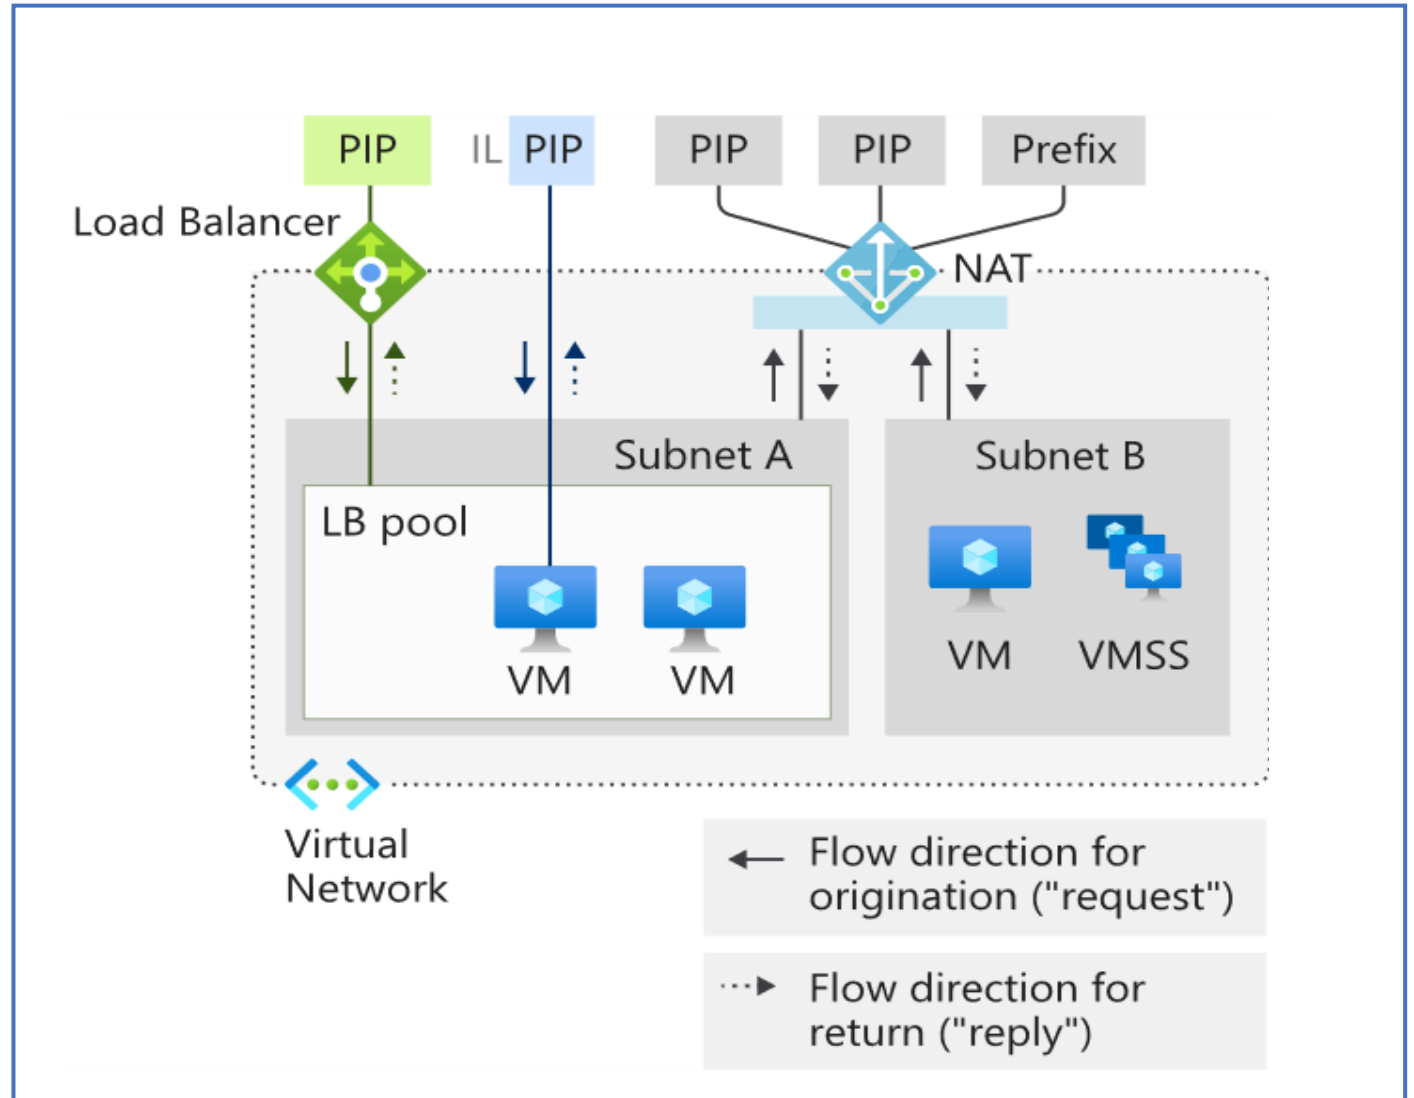 PIP
IL PIP
PIP
PIP
Prefix
Load Balancer
NAT
Subnet A
Subnet B
LB pool
VM
VM
VM
VMSS
Virtual
Network
Flow direction for
origination ("request")
Flow direction for
return ("reply")